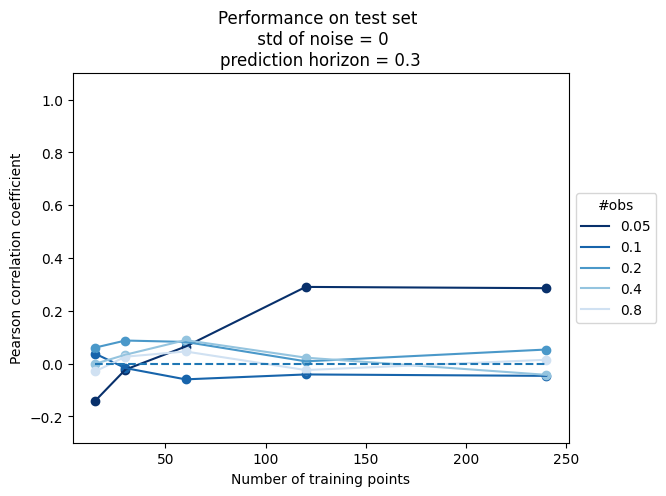 Performance on test set
std of noise = 0
prediction horizon = 0.3
Pearson correlation coefficient
1.0
0.8
0.6
0.4
0.2
0.0
−0.2
50
100
150
200
250
Number of training points
#obs
0.05
0.1
0.2
0.4
0.8